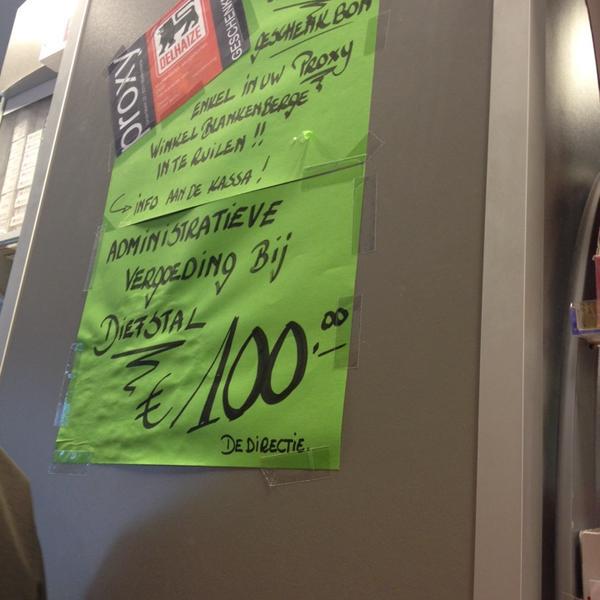 proxy
DELHAIZE
GESCHENK
GESCHENKBON
ENKEL IN UW PROXY
WINKEL BLANKENBERGE
IN TE RUILEN!!
→ INFO AAN DE KASSA!
ADMINISTRATIEVE
VERGOEDING BIJ
DIEFSTAL
€ 100.00
DE DIRECTIE.